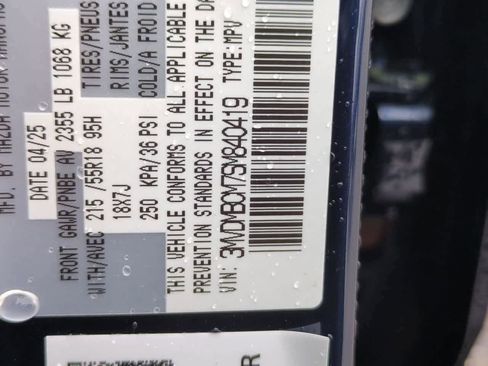 MFD. BY MAZDA MOTOR
DATE 04/25
FRONT GAWR/PNBE AV 2355 LB 1068 KG
WITH/AVEC 215 /55R18 95H TIRES/PNEUS
18X7J RIMS/JANTES
250 KPA/36 PSI COLD/A FROID
THIS VEHICLE CONFORMS TO ALL APPLICABLE
PREVENTION STANDARDS IN EFFECT ON THE DA
VIN: 3MVDMBCM7SM840419 TYPE: MPV
R